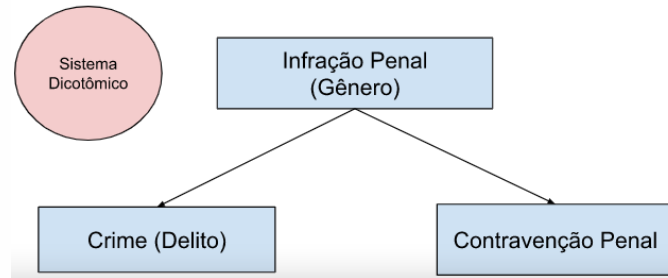 Sistema
Dicotômico
Infração Penal
(Gênero)
Crime (Delito)
Contravenção Penal